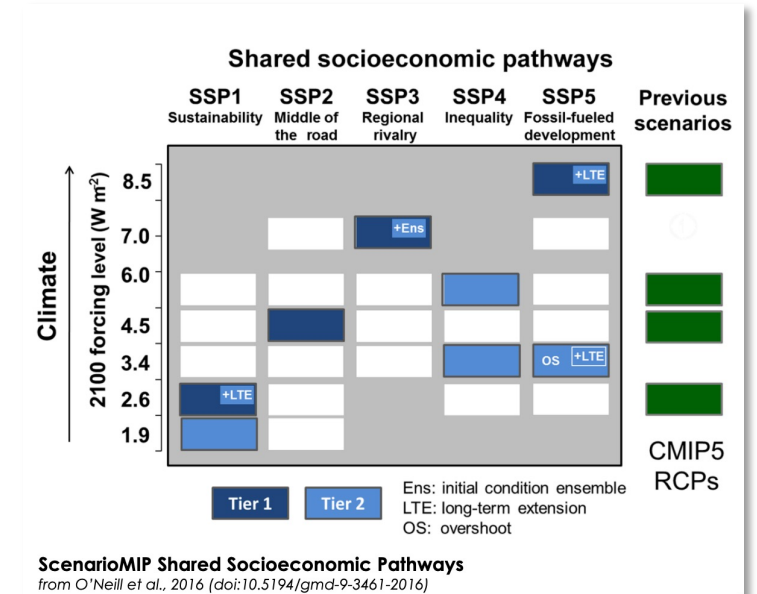 Shared socioeconomic pathways
SSP1 SSP2 SSP3 SSP4 SSP5
Sustainability Middle of the road Regional rivalry Inequality Fossil-fueled development
Previous scenarios
Climate
2100 forcing level (W m⁻²)
8.5 +LTE
7.0 +Ens
6.0
4.5
3.4 OS +LTE
2.6 +LTE
1.9
CMIP5
RCPs
Tier 1 Tier 2
Ens: initial condition ensemble
LTE: long-term extension
OS: overshoot
ScenarioMIP Shared Socioeconomic Pathways
from O'Neill et al., 2016 (doi:10.5194/gmd-9-3461-2016)